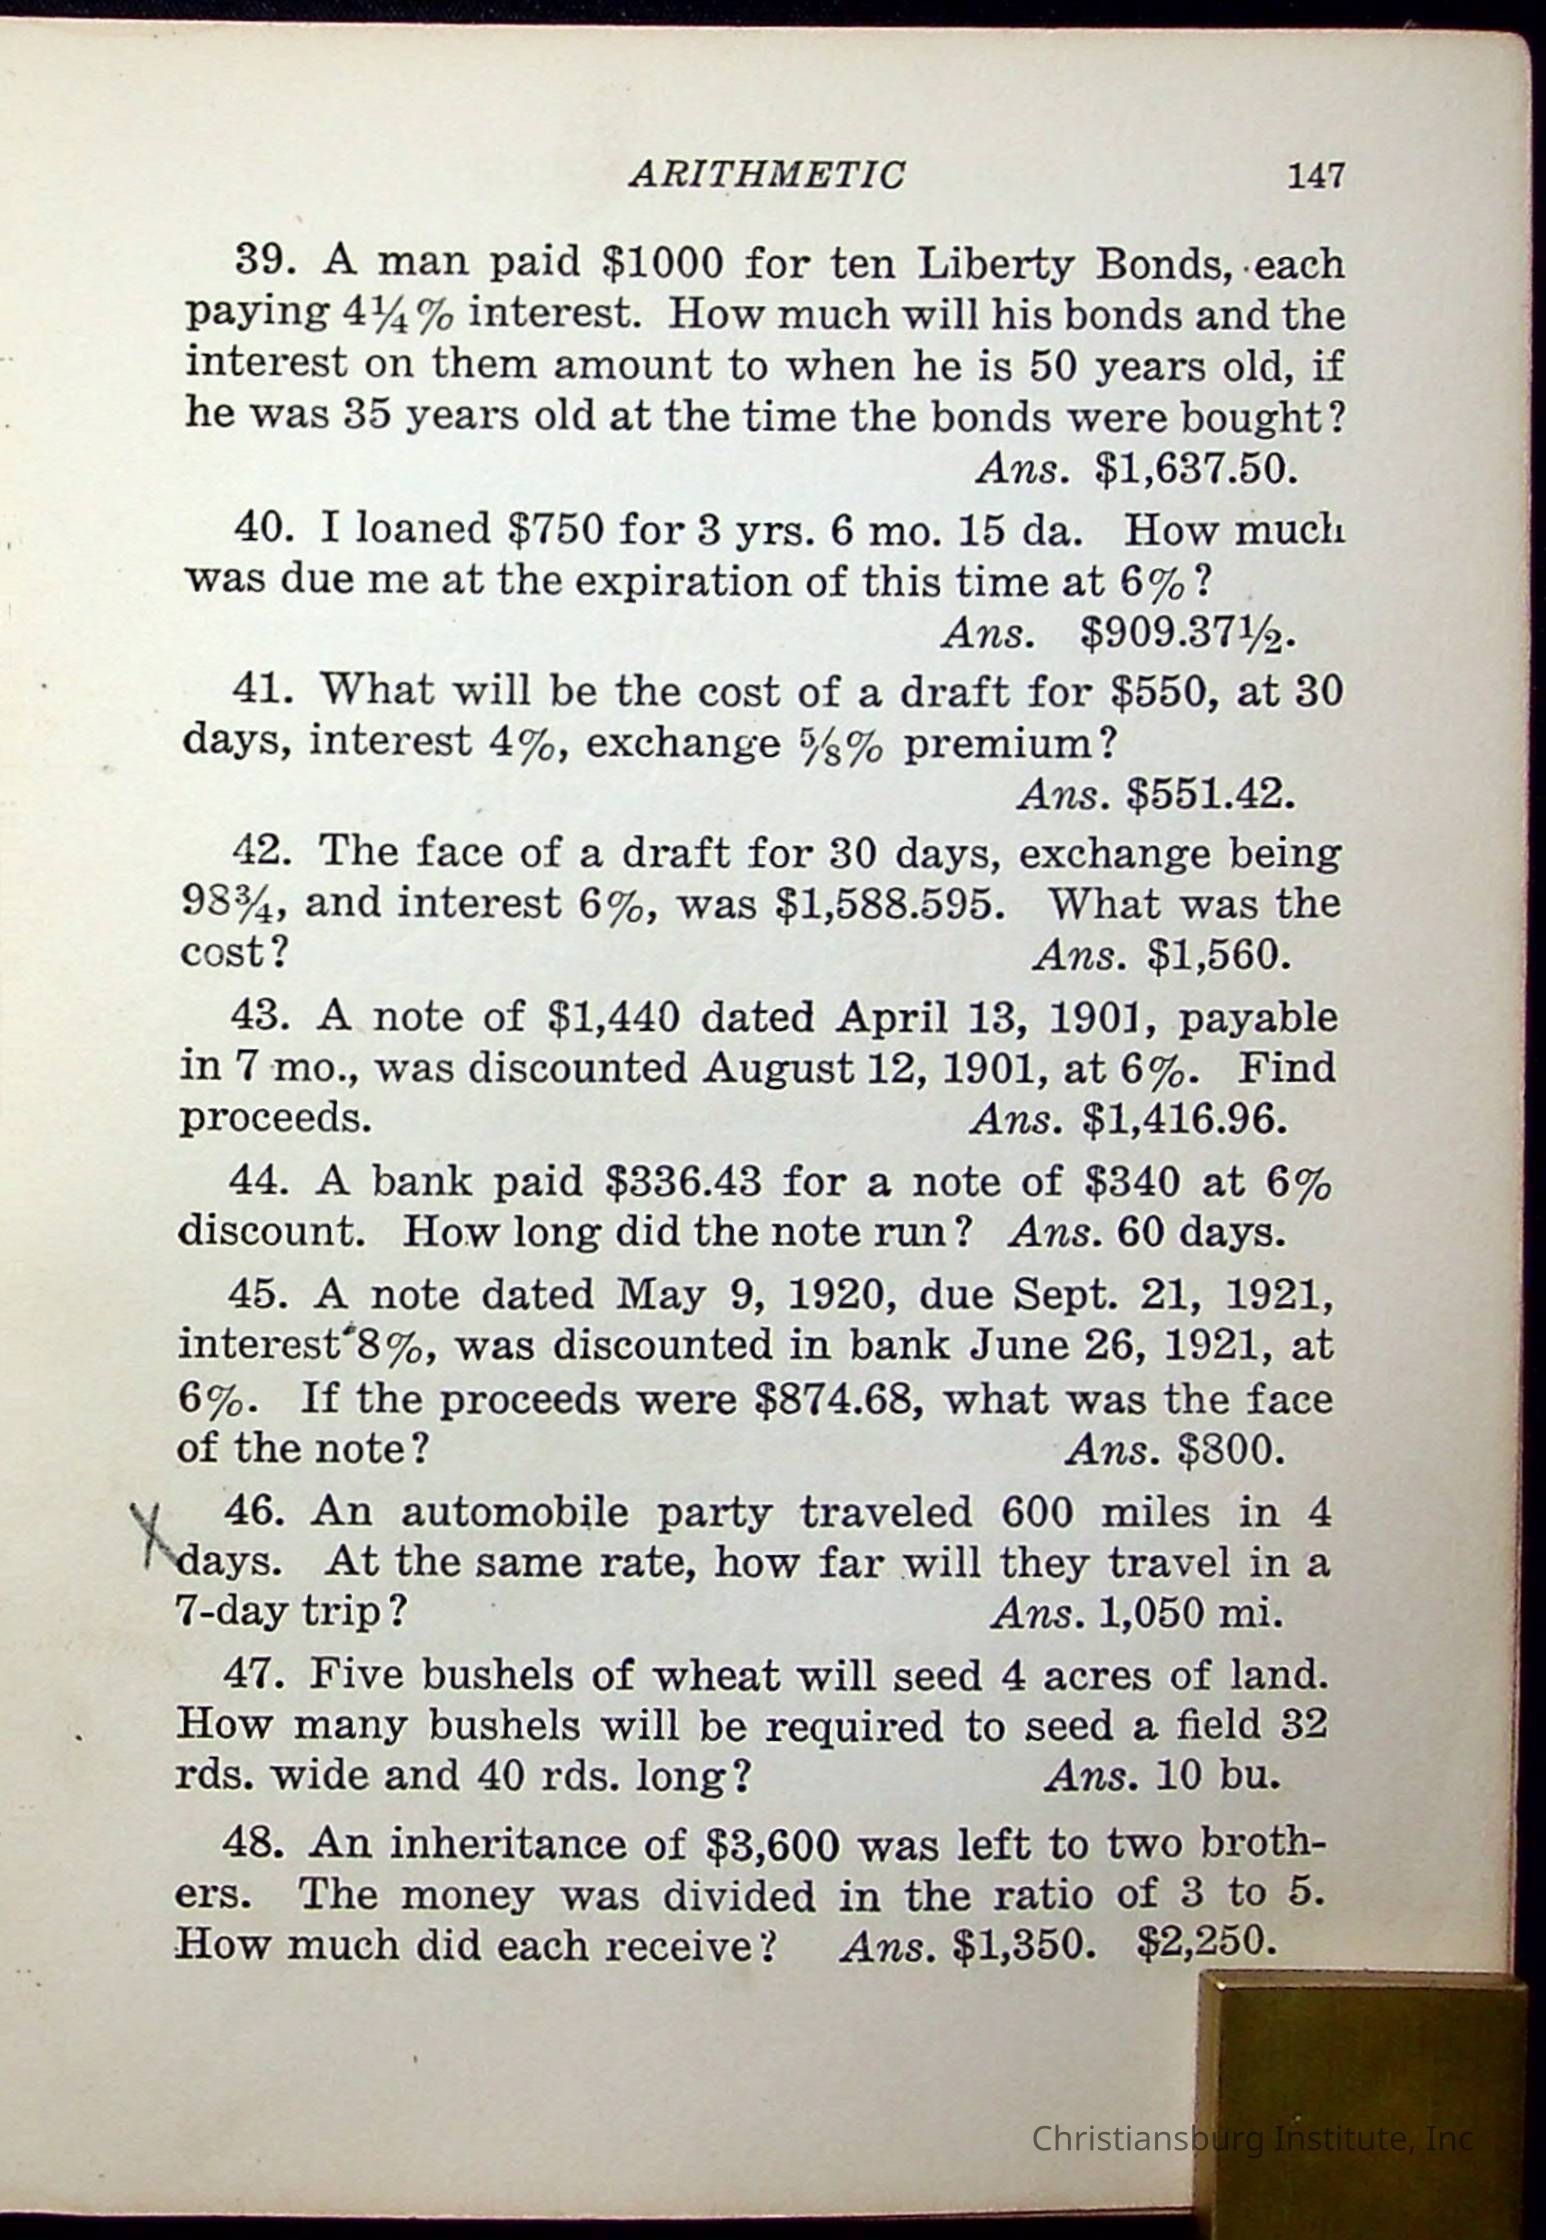 ARITHMETIC 147
39. A man paid $1000 for ten Liberty Bonds, each
paying 4¼% interest. How much will his bonds and the
interest on them amount to when he is 50 years old, if
he was 35 years old at the time the bonds were bought?
Ans. $1,637.50.
40. I loaned $750 for 3 yrs. 6 mo. 15 da. How much
was due me at the expiration of this time at 6%?
Ans. $909.37½.
41. What will be the cost of a draft for $550, at 30
days, interest 4%, exchange ⅝% premium?
Ans. $551.42.
42. The face of a draft for 30 days, exchange being
98¾, and interest 6%, was $1,588.595. What was the
cost? Ans. $1,560.
43. A note of $1,440 dated April 13, 1901, payable
in 7 mo., was discounted August 12, 1901, at 6%. Find
proceeds. Ans. $1,416.96.
44. A bank paid $336.43 for a note of $340 at 6%
discount. How long did the note run? Ans. 60 days.
45. A note dated May 9, 1920, due Sept. 21, 1921,
interest 8%, was discounted in bank June 26, 1921, at
6%. If the proceeds were $874.68, what was the face
of the note? Ans. $800.
X 46. An automobile party traveled 600 miles in 4
days. At the same rate, how far will they travel in a
7-day trip? Ans. 1,050 mi.
47. Five bushels of wheat will seed 4 acres of land.
How many bushels will be required to seed a field 32
rds. wide and 40 rds. long? Ans. 10 bu.
48. An inheritance of $3,600 was left to two broth-
ers. The money was divided in the ratio of 3 to 5.
How much did each receive? Ans. $1,350. $2,250.
Christiansburg Institute, Inc